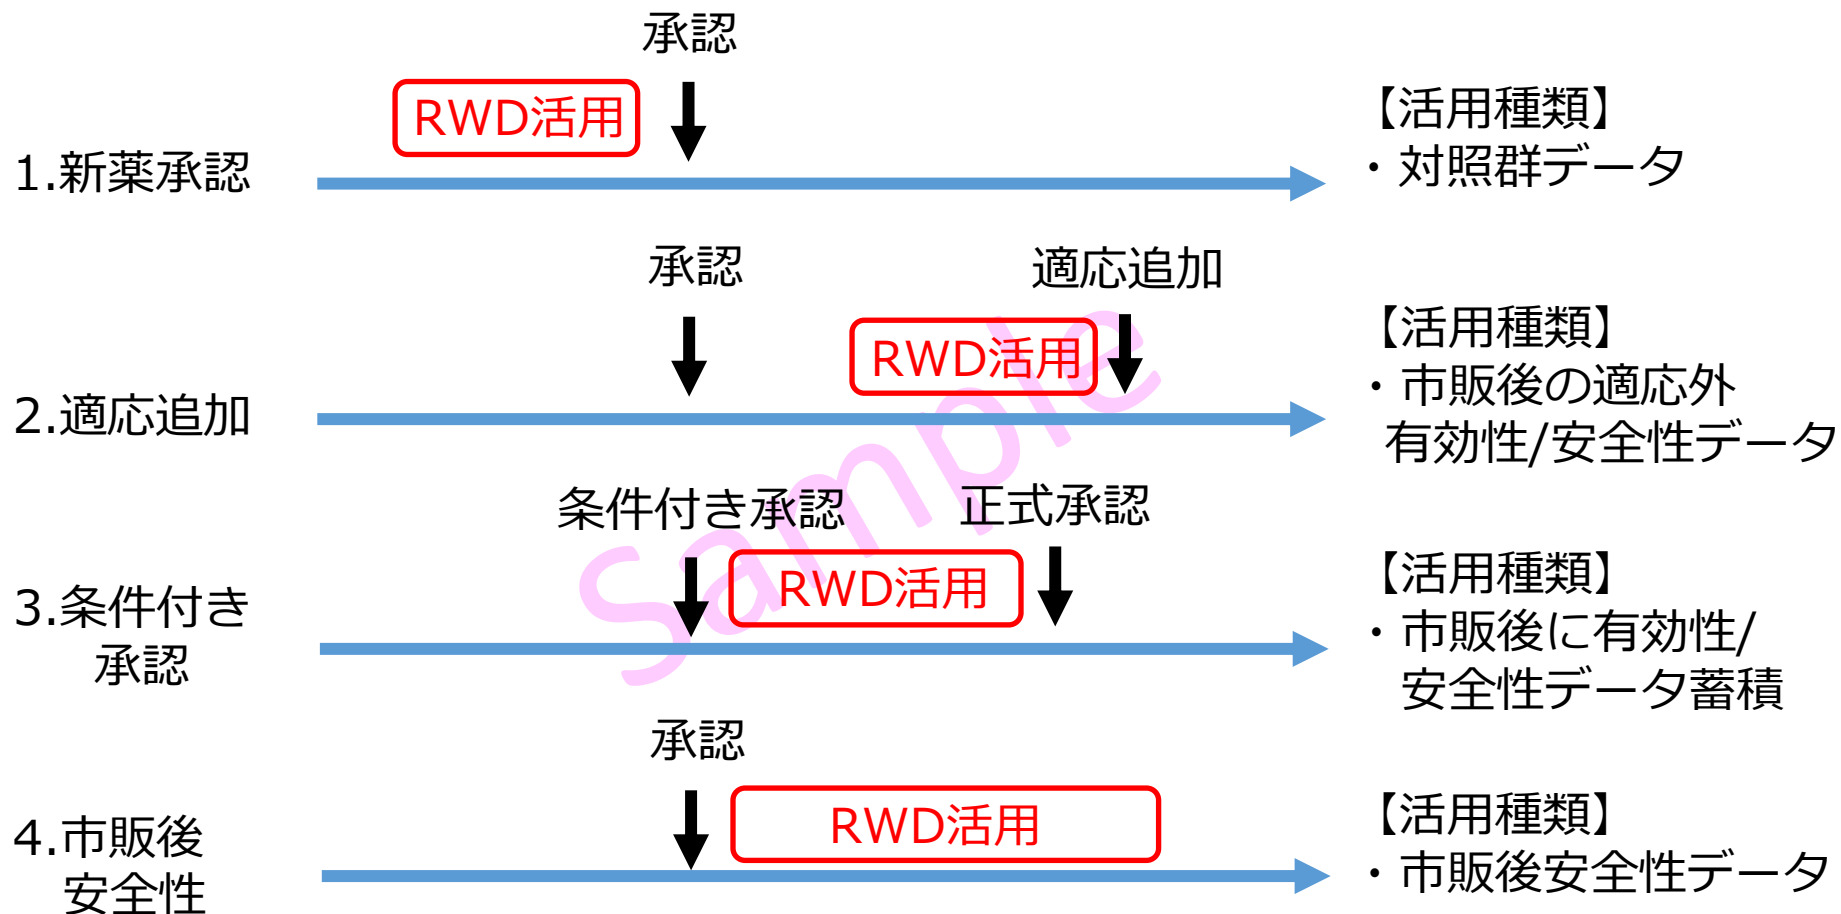 承認
RWD活用
1.新薬承認
【活用種類】
・対照群データ
承認
適応追加
RWD活用
2.適応追加
【活用種類】
・市販後の適応外
有効性/安全性データ
条件付き承認
正式承認
RWD活用
3.条件付き
承認
【活用種類】
・市販後に有効性/
安全性データ蓄積
承認
RWD活用
4.市販後
安全性
【活用種類】
・市販後安全性データ
Sample